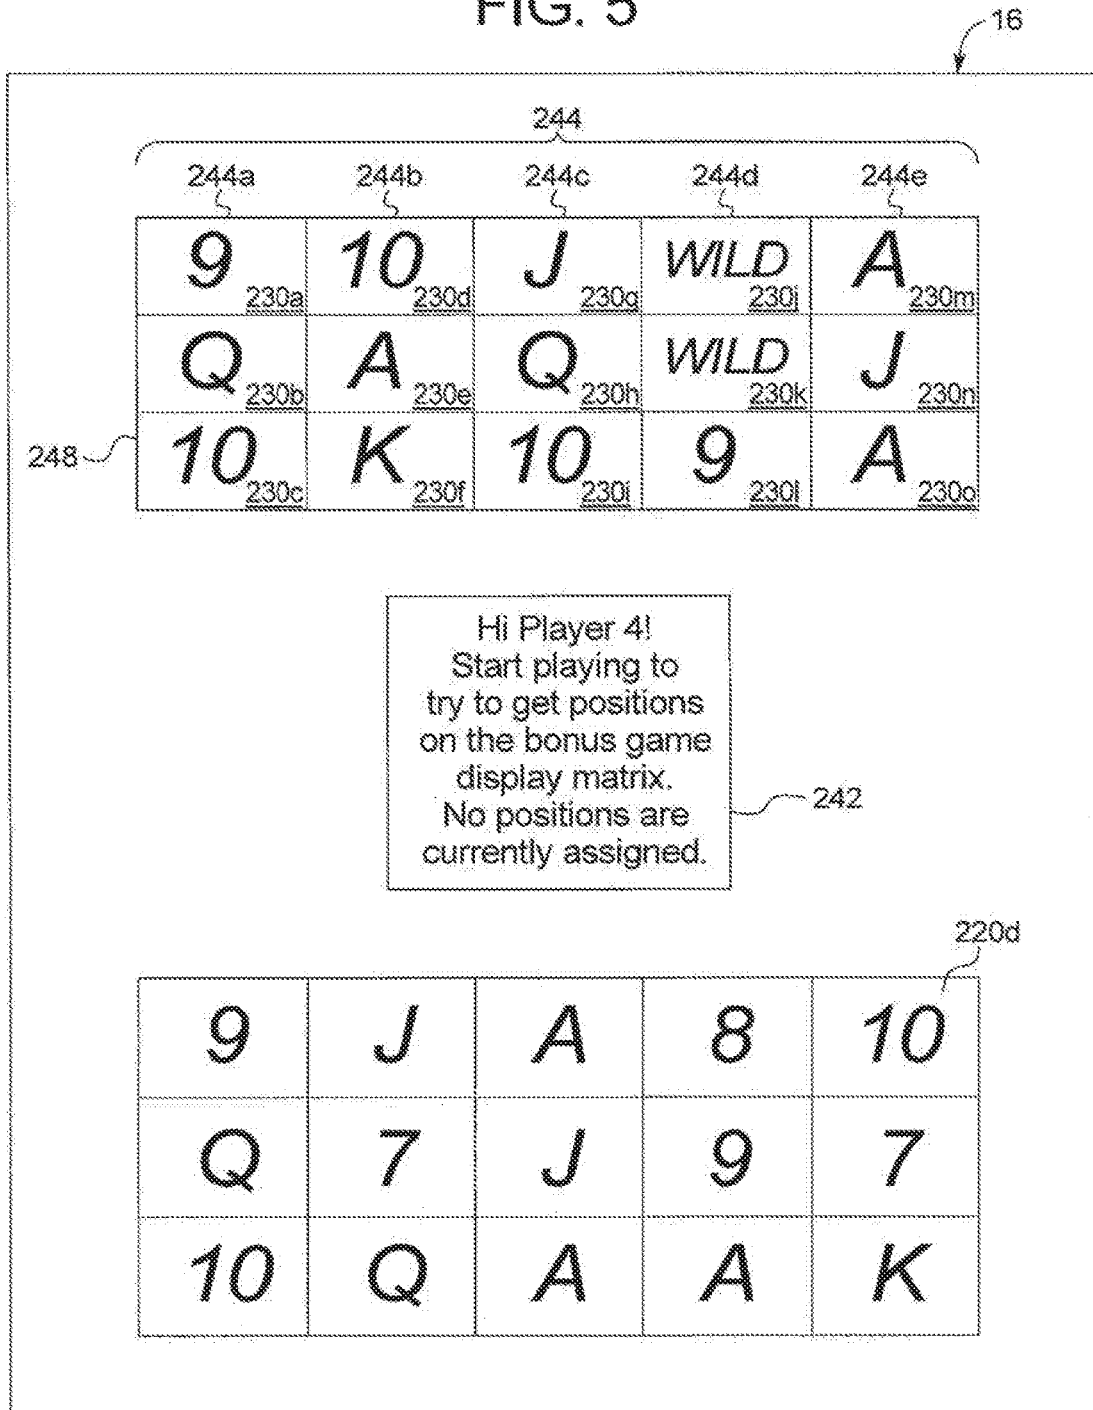 FIG. 5
16
244
244a 244b 244c 244d 244e
9 10 J WILD A
230a 230d 230g 230j 230m
Q A Q WILD J
230b 230e 230h 230k 230n
248
10 K 10 9 A
230c 230f 230i 230l 230o
Hi Player 4!
Start playing to
try to get positions
on the bonus game
display matrix.
No positions are
currently assigned.
242
220d
9 J A 8 10
Q 7 J 9 7
10 Q A A K